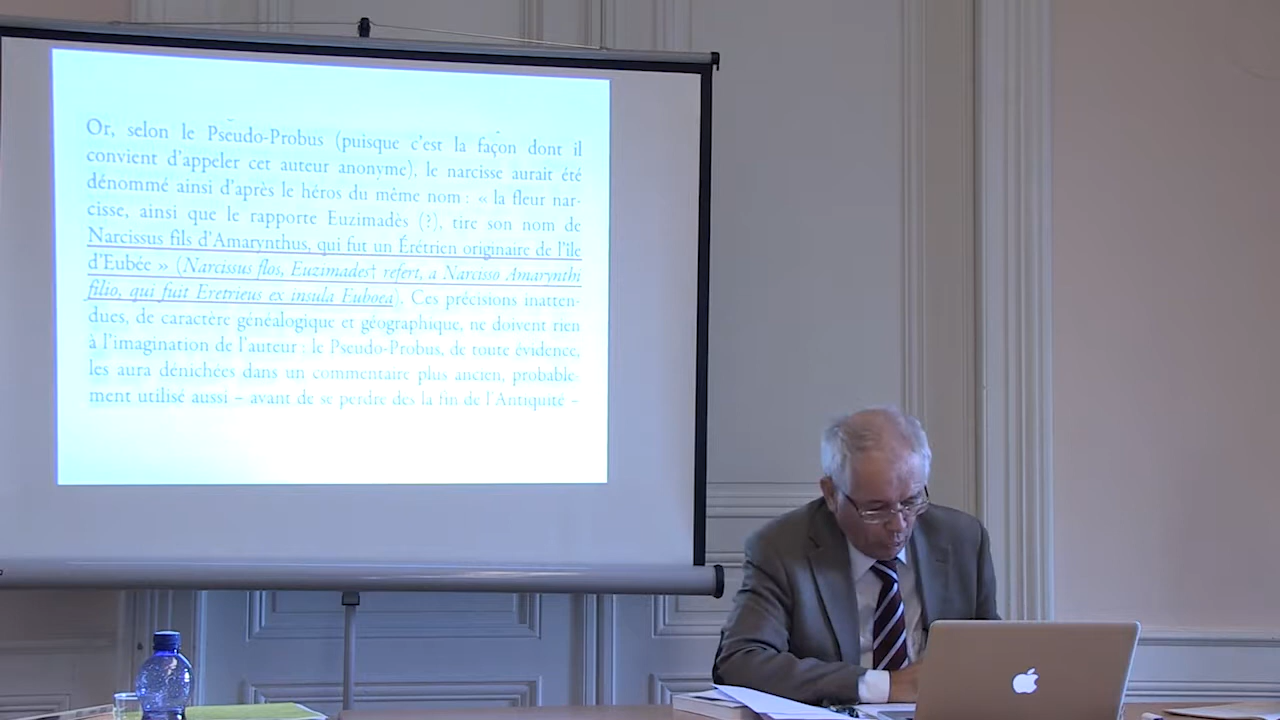 Or, selon le Pseudo-Probus (puisque c'est la façon dont il
convient d'appeler cet auteur anonyme), le narcisse aurait été
dénommé ainsi d'après le héros du même nom : « la fleur nar-
cisse, ainsi que le rapporte Euzimadès (?), tire son nom de
Narcissus fils d'Amarynthus, qui fut un Érétrien originaire de l'île
d'Eubée » (Narcissus flos, Euzimades† refert, a Narcisso Amarynthi
filio, qui fuit Eretrieus ex insula Euboea). Ces précisions inatten-
dues, de caractère généalogique et géographique, ne doivent rien
à l'imagination de l'auteur : le Pseudo-Probus, de toute évidence,
les aura dénichées dans un commentaire plus ancien, probable-
ment utilisé aussi – avant de se perdre dès la fin de l'Antiquité –